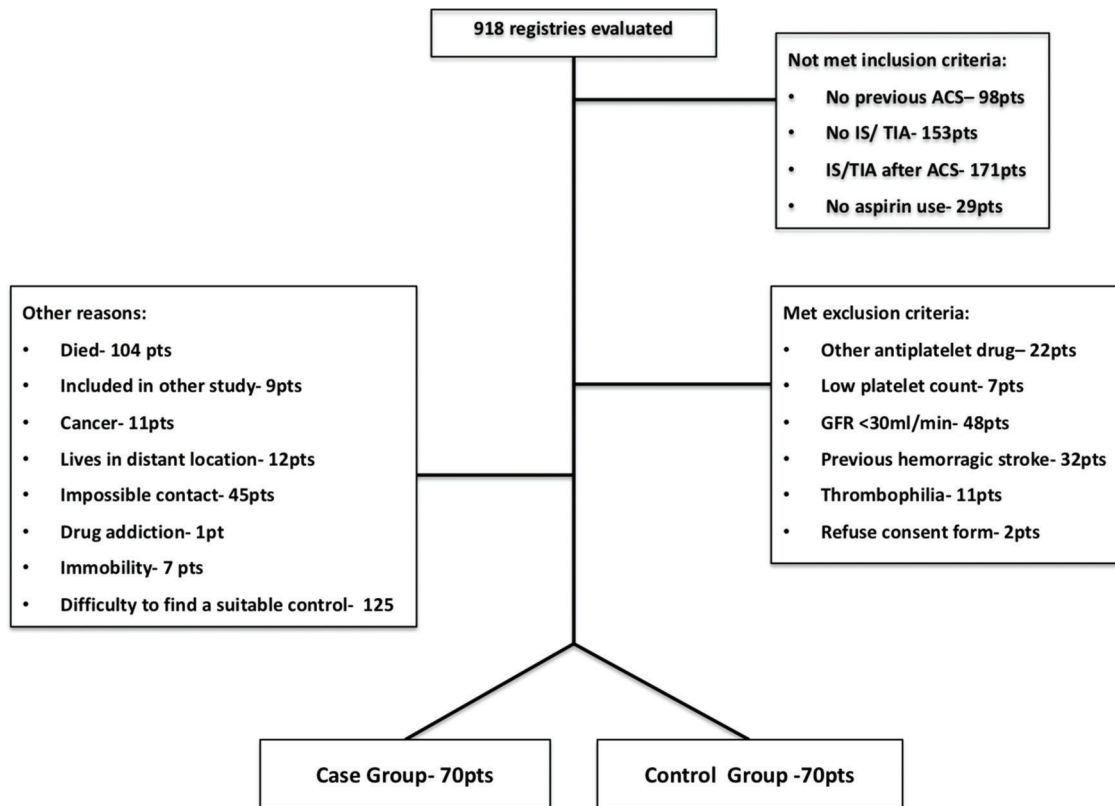 918 registries evaluated
Not met inclusion criteria:
• No previous ACS– 98pts
• No IS/ TIA- 153pts
• IS/TIA after ACS- 171pts
• No aspirin use- 29pts
Other reasons:
• Died- 104 pts
• Included in other study- 9pts
• Cancer- 11pts
• Lives in distant location- 12pts
• Impossible contact- 45pts
• Drug addiction- 1pt
• Immobility- 7 pts
• Difficulty to find a suitable control- 125
Met exclusion criteria:
• Other antiplatelet drug– 22pts
• Low platelet count- 7pts
• GFR <30ml/min- 48pts
• Previous hemorragic stroke- 32pts
• Thrombophilia- 11pts
• Refuse consent form- 2pts
Case Group- 70pts
Control Group -70pts